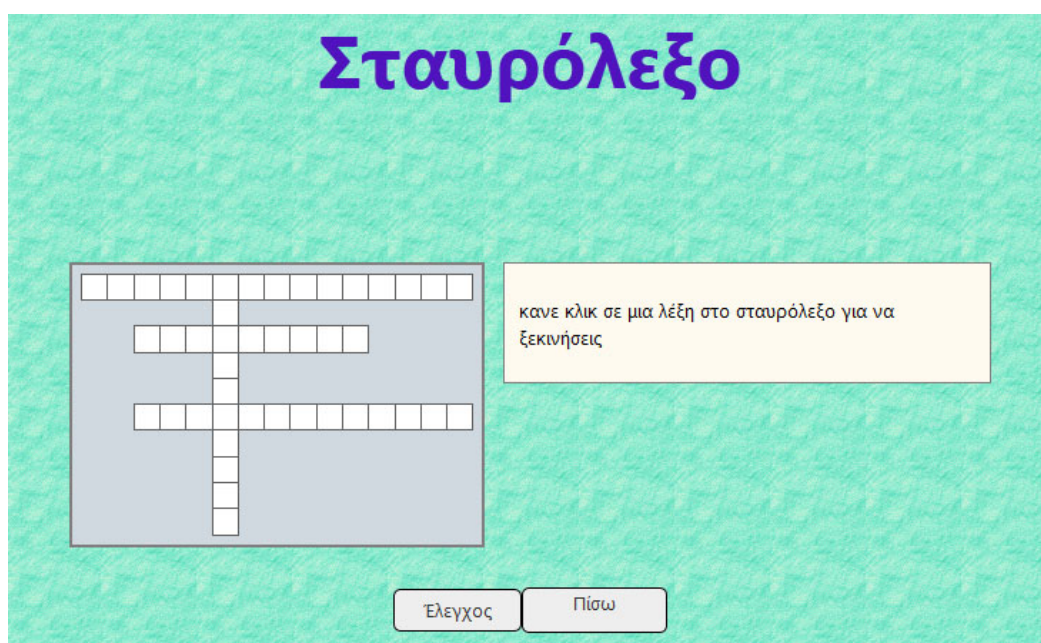 Σταυρόλεξο
κανε κλικ σε μια λέξη στο σταυρόλεξο για να
ξεκινήσεις
Έλεγχος
Πίσω